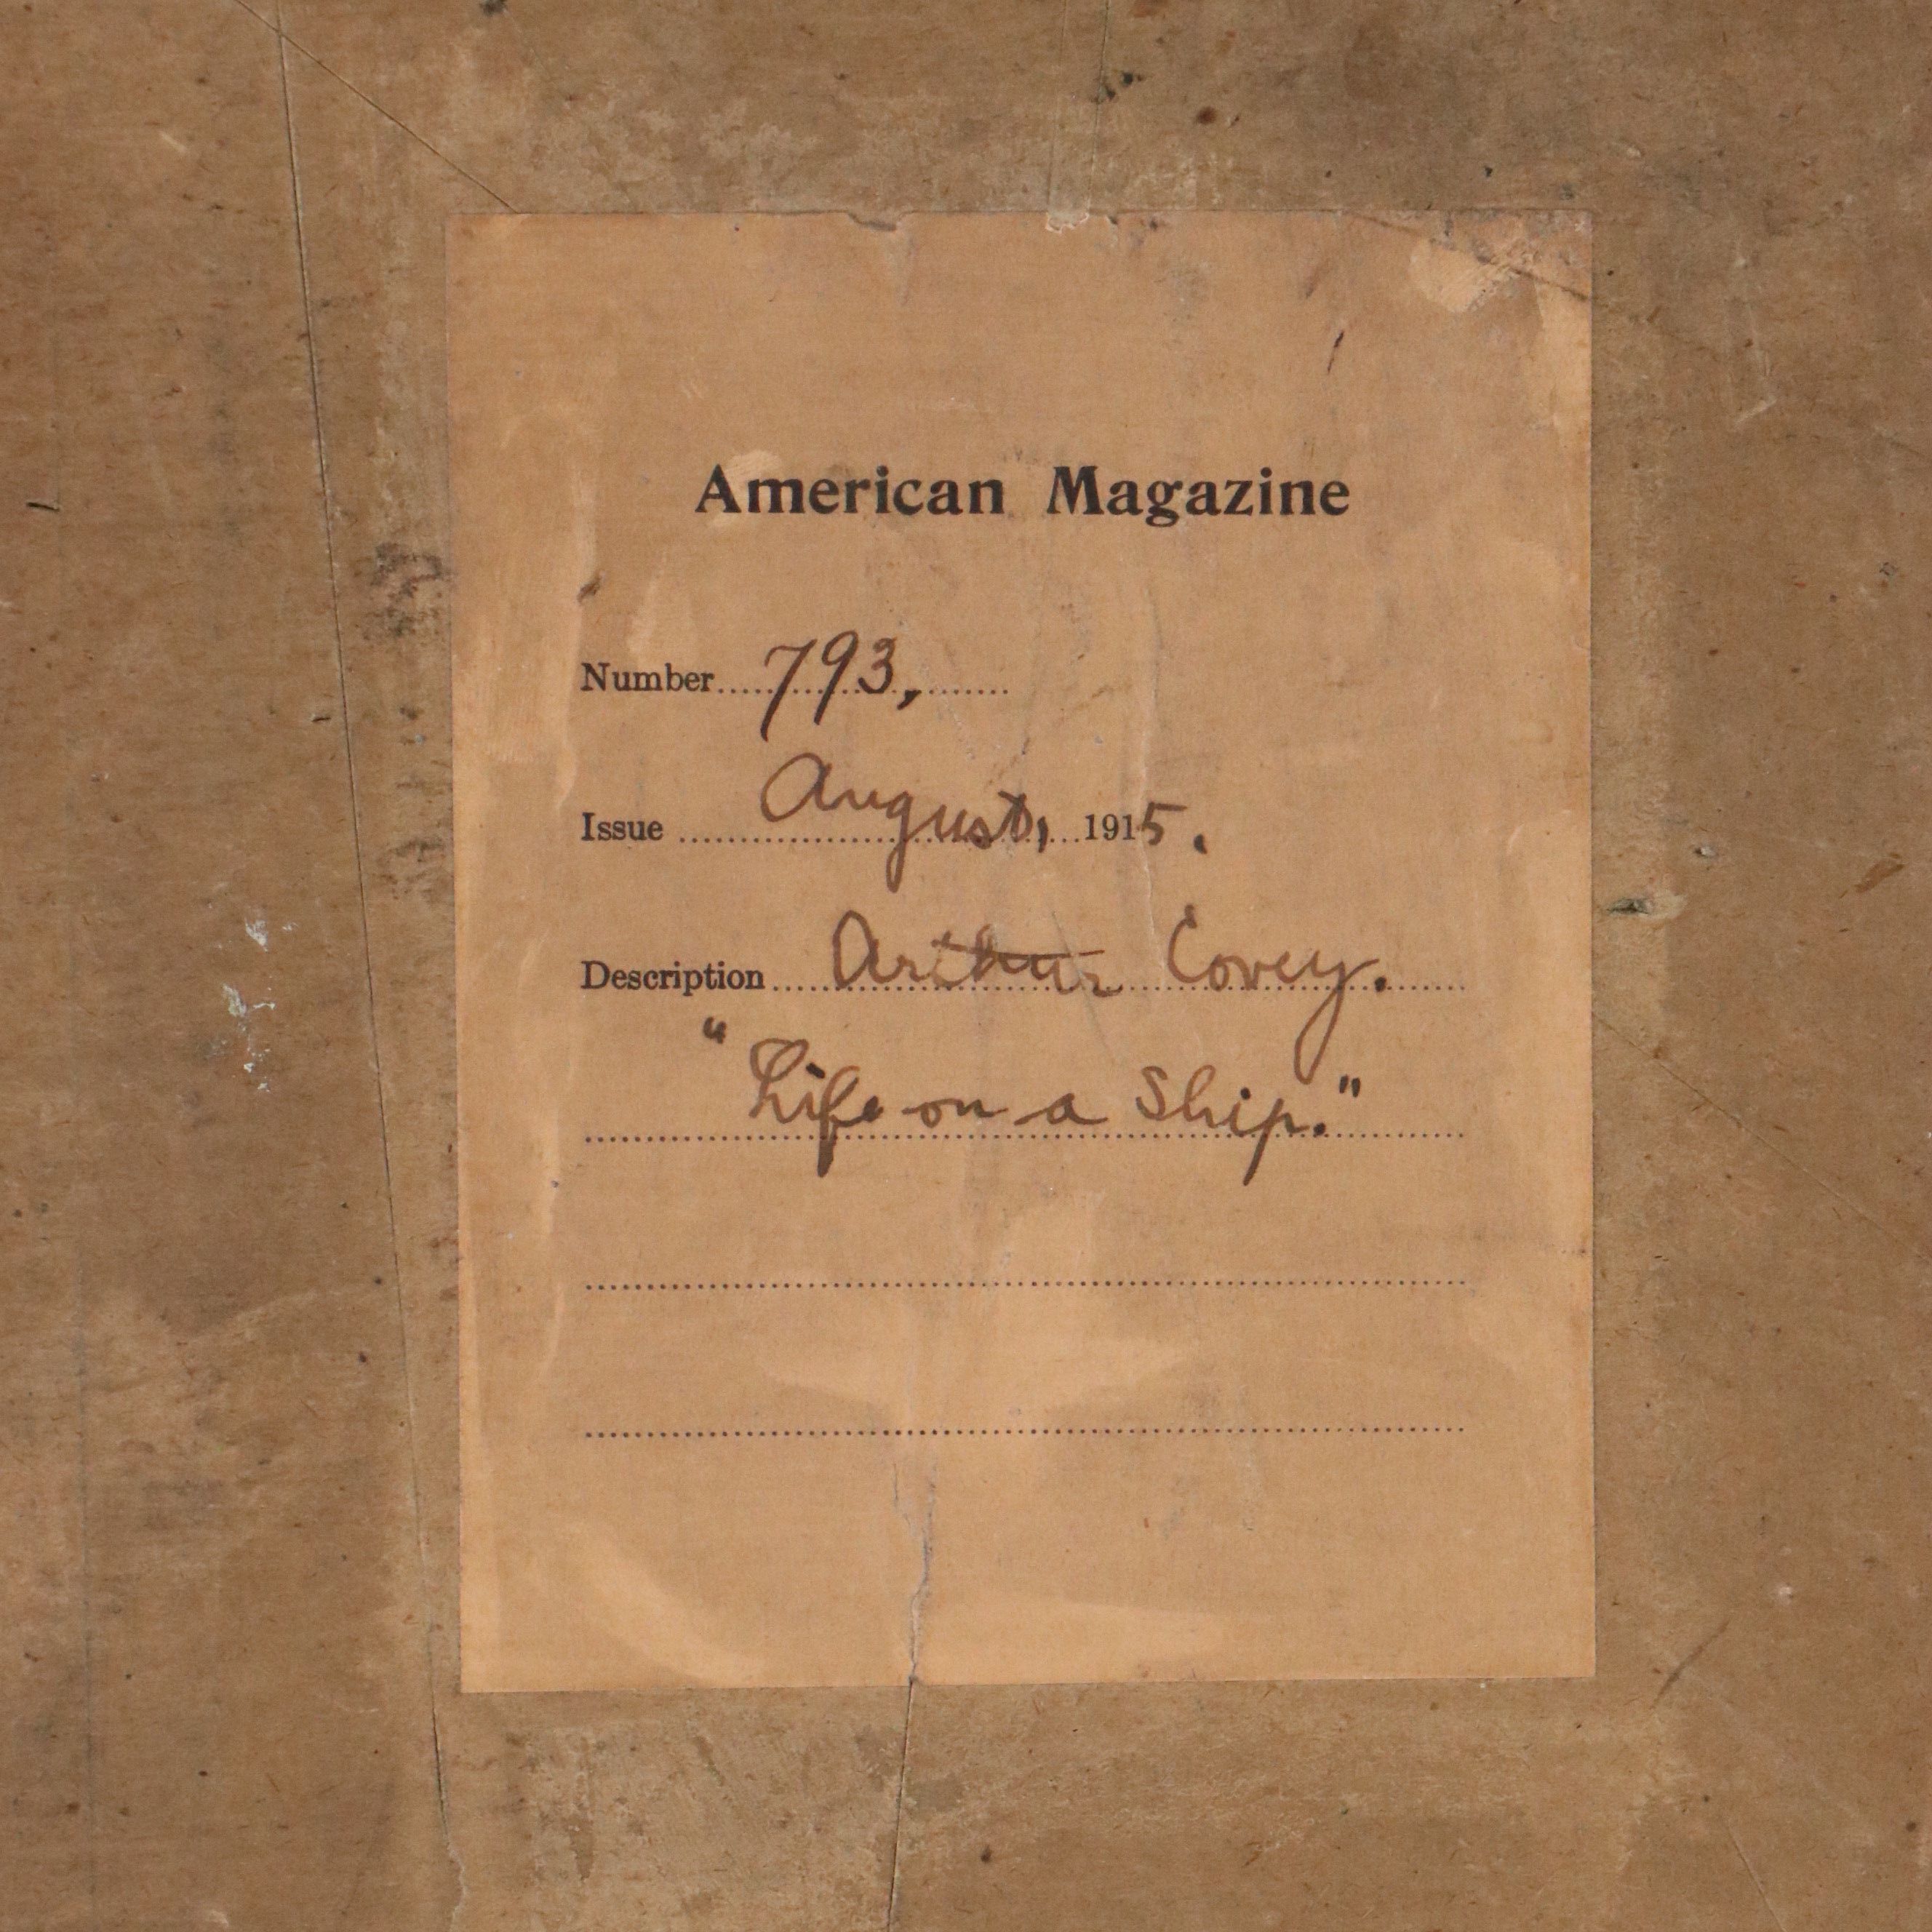 American Magazine
Number 793,
Issue August, 1915.
Description Arthur Covey.
"Life on a Ship."